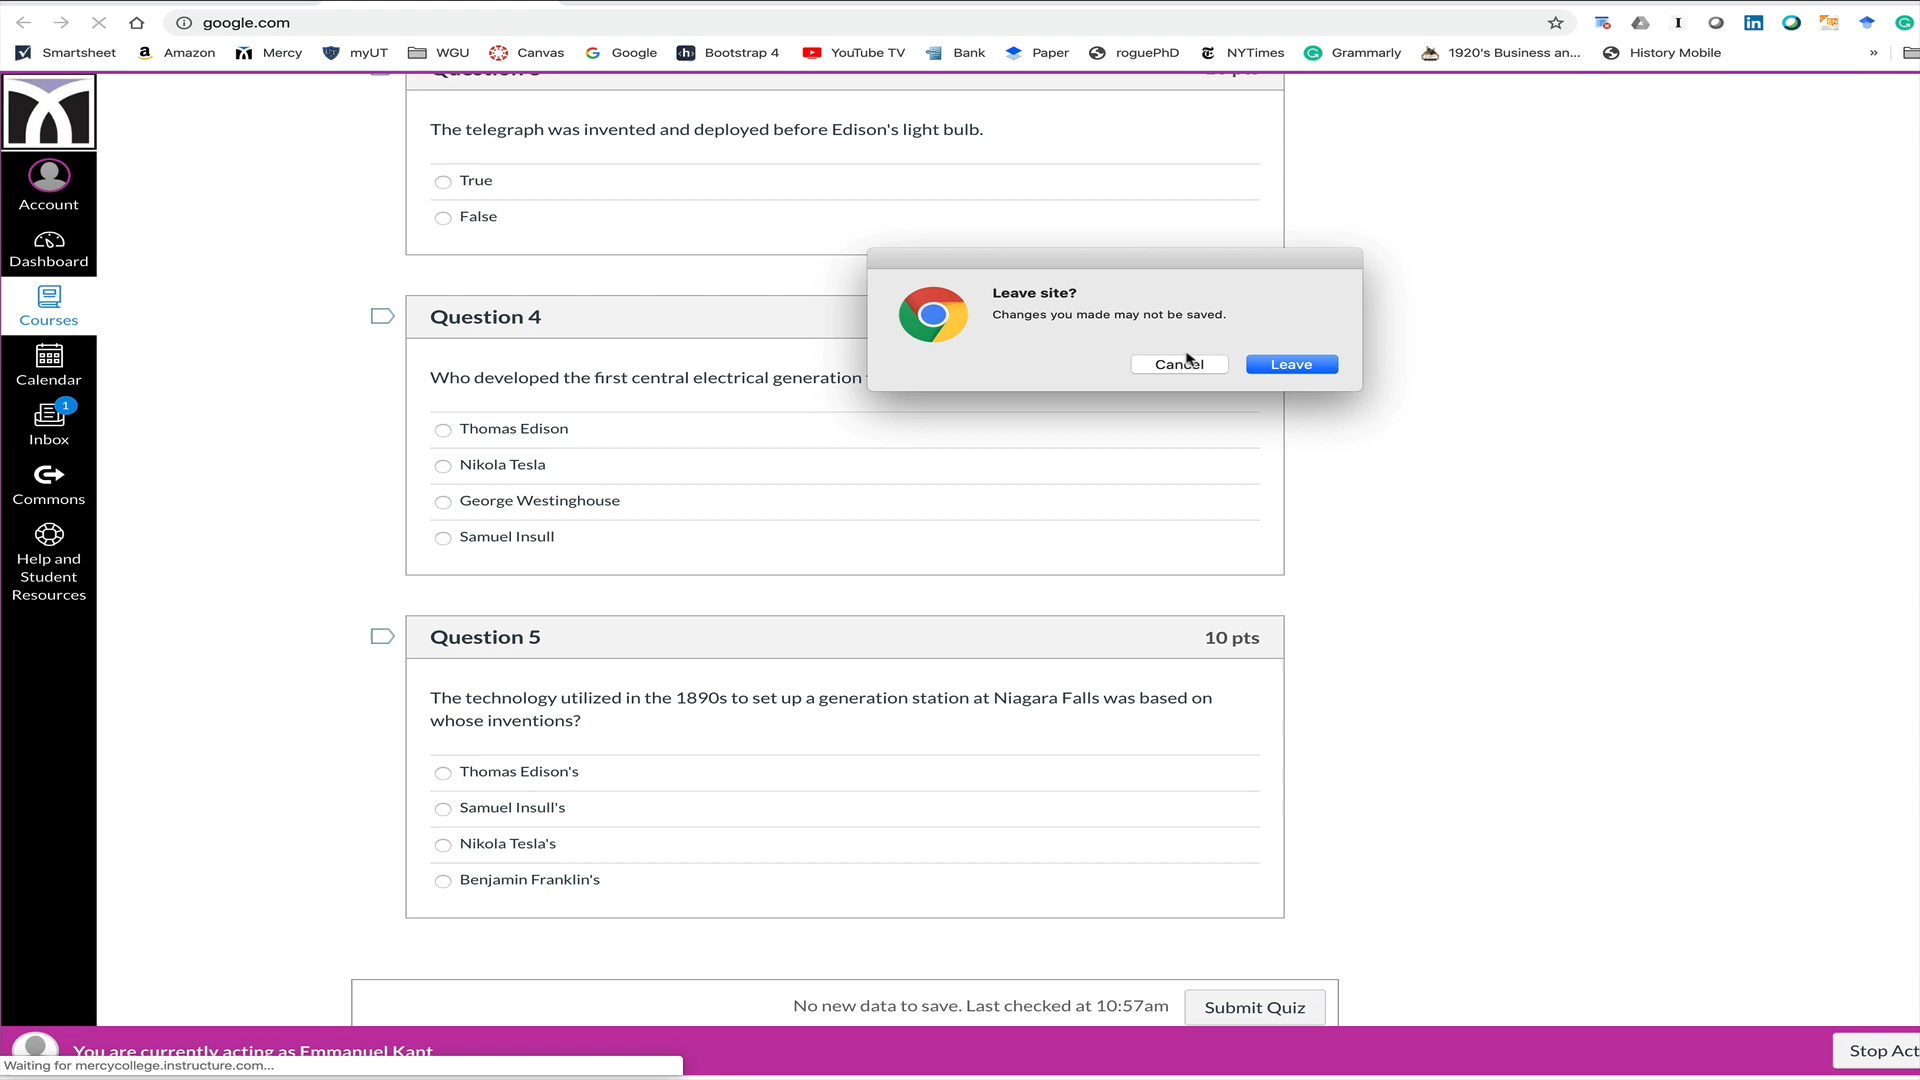 google.com
Smartsheet Amazon Mercy myUT WGU Canvas Google Bootstrap 4 YouTube TV Bank Paper roguePhD NYTimes Grammarly 1920's Business an... History Mobile »
Account
Dashboard
Courses
Calendar
1
Inbox
Commons
Help and
Student
Resources
The telegraph was invented and deployed before Edison's light bulb.
True
False
Leave site?
Changes you made may not be saved.
Cancel Leave
Question 4
Who developed the first central electrical generation
Thomas Edison
Nikola Tesla
George Westinghouse
Samuel Insull
Question 5 10 pts
The technology utilized in the 1890s to set up a generation station at Niagara Falls was based on
whose inventions?
Thomas Edison's
Samuel Insull's
Nikola Tesla's
Benjamin Franklin's
No new data to save. Last checked at 10:57am Submit Quiz
You are currently acting as Emmanuel Kant Stop Act
Waiting for mercycollege.instructure.com...